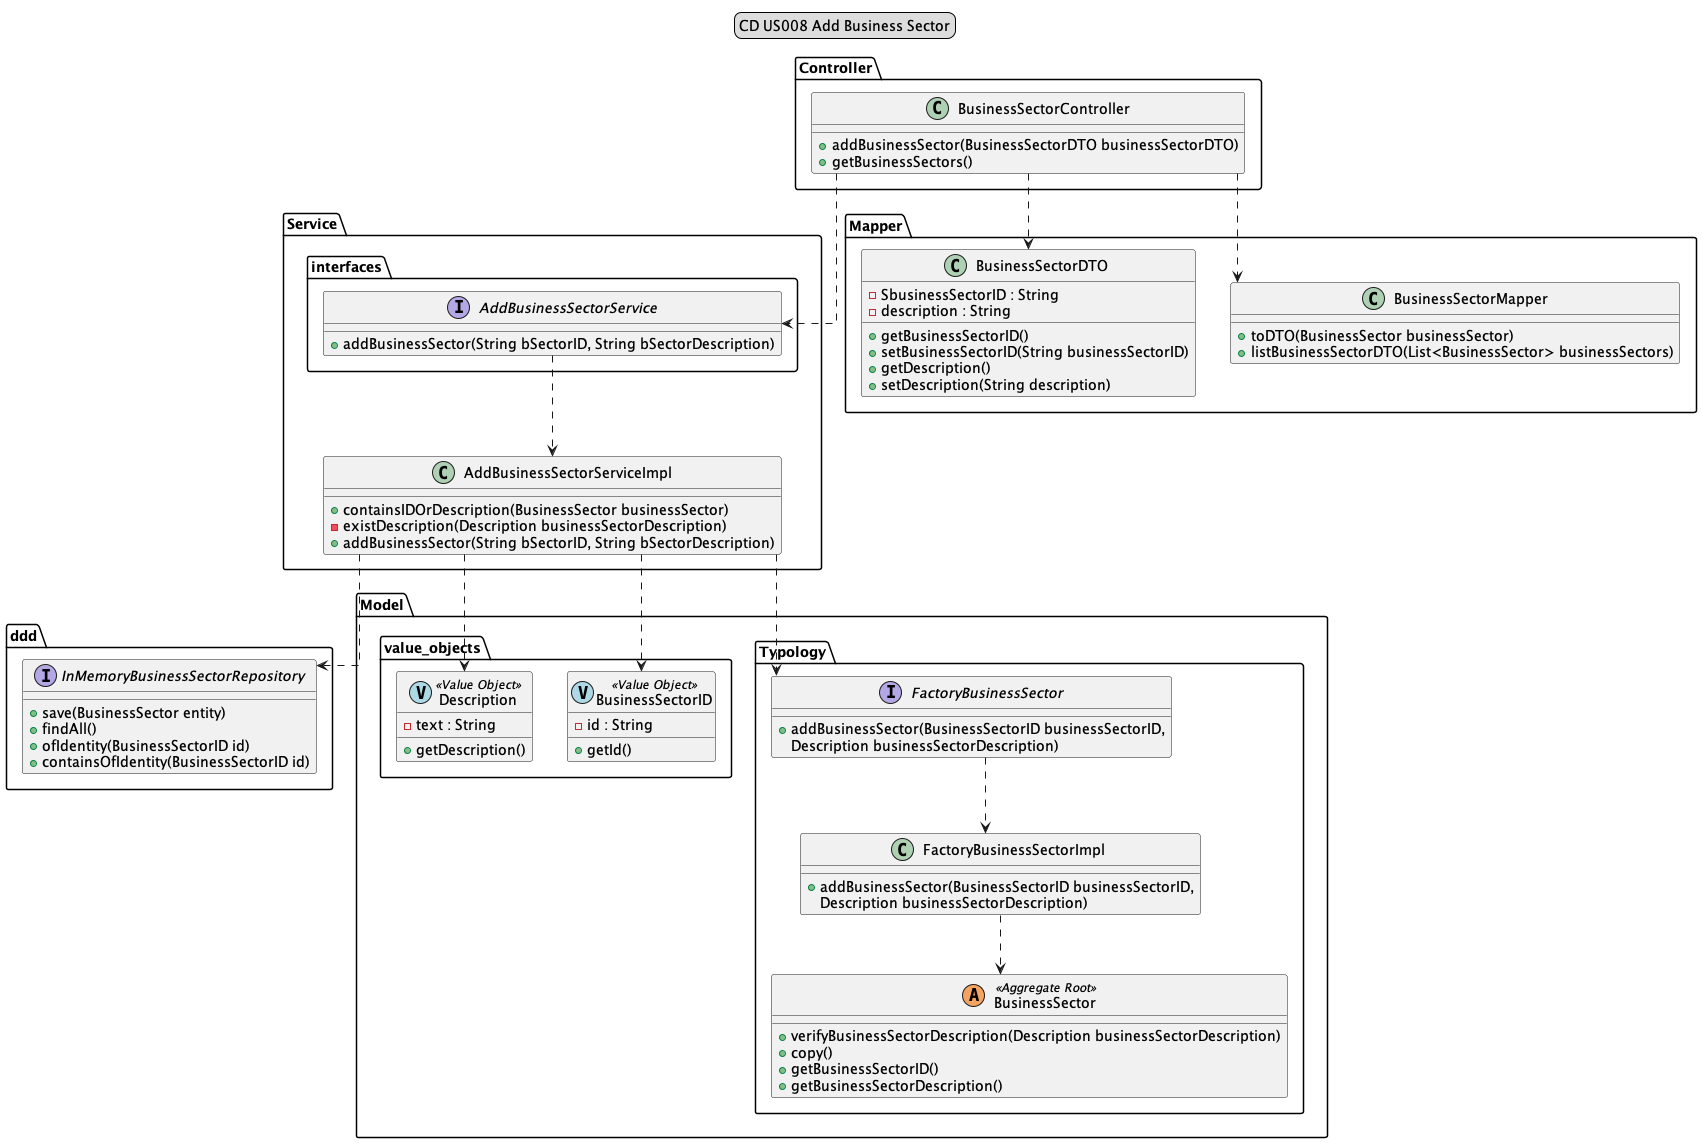 CD US008 Add Business Sector
Controller
C BusinessSectorController
addBusinessSector(BusinessSectorDTO businessSectorDTO)
getBusinessSectors()
Service
interfaces
I AddBusinessSectorService
addBusinessSector(String bSectorID, String bSectorDescription)
C AddBusinessSectorServiceImpl
containsIDOrDescription(BusinessSector businessSector)
existDescription(Description businessSectorDescription)
addBusinessSector(String bSectorID, String bSectorDescription)
Mapper
C BusinessSectorDTO
SbusinessSectorID : String
description : String
getBusinessSectorID()
setBusinessSectorID(String businessSectorID)
getDescription()
setDescription(String description)
C BusinessSectorMapper
toDTO(BusinessSector businessSector)
listBusinessSectorDTO(List<BusinessSector> businessSectors)
ddd
I InMemoryBusinessSectorRepository
save(BusinessSector entity)
findAll()
ofIdentity(BusinessSectorID id)
containsOfIdentity(BusinessSectorID id)
Model
value_objects
«Value Object»
V Description
text : String
getDescription()
«Value Object»
V BusinessSectorID
id : String
getId()
Typology
I FactoryBusinessSector
addBusinessSector(BusinessSectorID businessSectorID,
Description businessSectorDescription)
C FactoryBusinessSectorImpl
addBusinessSector(BusinessSectorID businessSectorID,
Description businessSectorDescription)
«Aggregate Root»
A BusinessSector
verifyBusinessSectorDescription(Description businessSectorDescription)
copy()
getBusinessSectorID()
getBusinessSectorDescription()